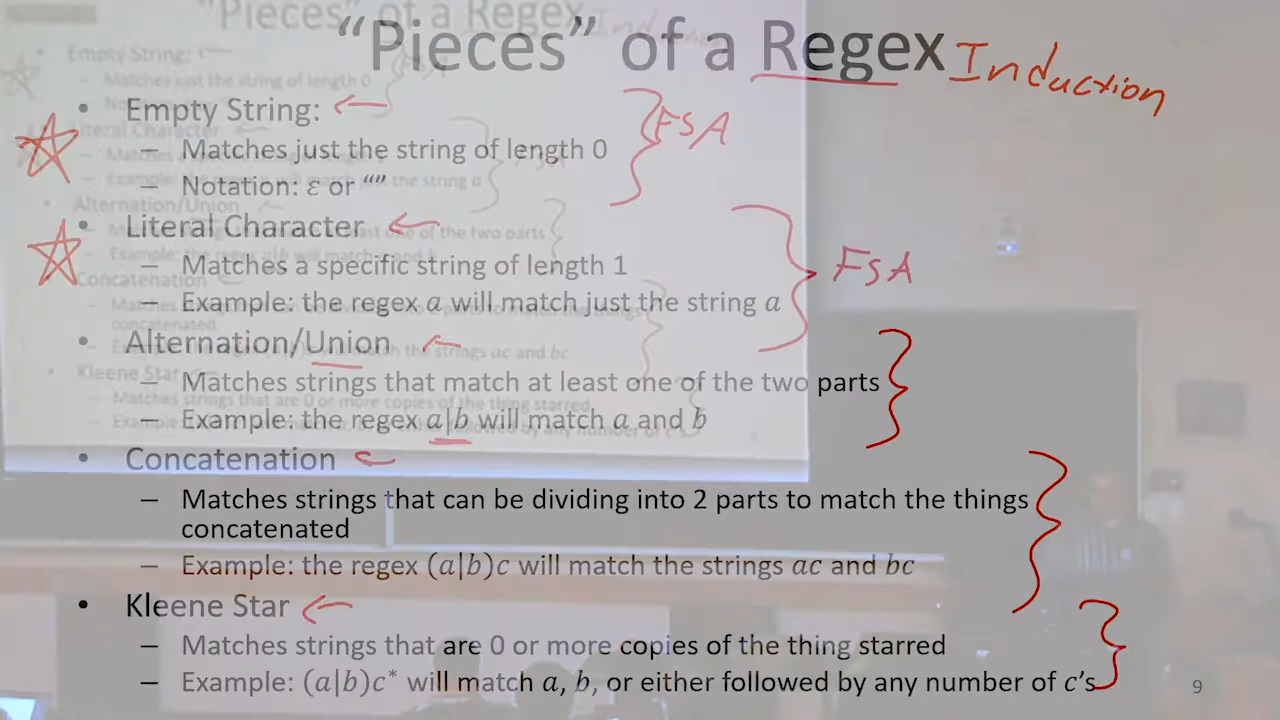 “Pieces” of a Regex Induction
• Empty String:
– Matches just the string of length 0
– Notation: ε or “”
FSA
• Literal Character
– Matches a specific string of length 1
– Example: the regex a will match just the string a
FSA
• Alternation/Union
– Matches strings that match at least one of the two parts
– Example: the regex a|b will match a and b
• Concatenation
– Matches strings that can be dividing into 2 parts to match the things
concatenated
– Example: the regex (a|b)c will match the strings ac and bc
• Kleene Star
– Matches strings that are 0 or more copies of the thing starred
– Example: (a|b)c* will match a, b, or either followed by any number of c’s
9